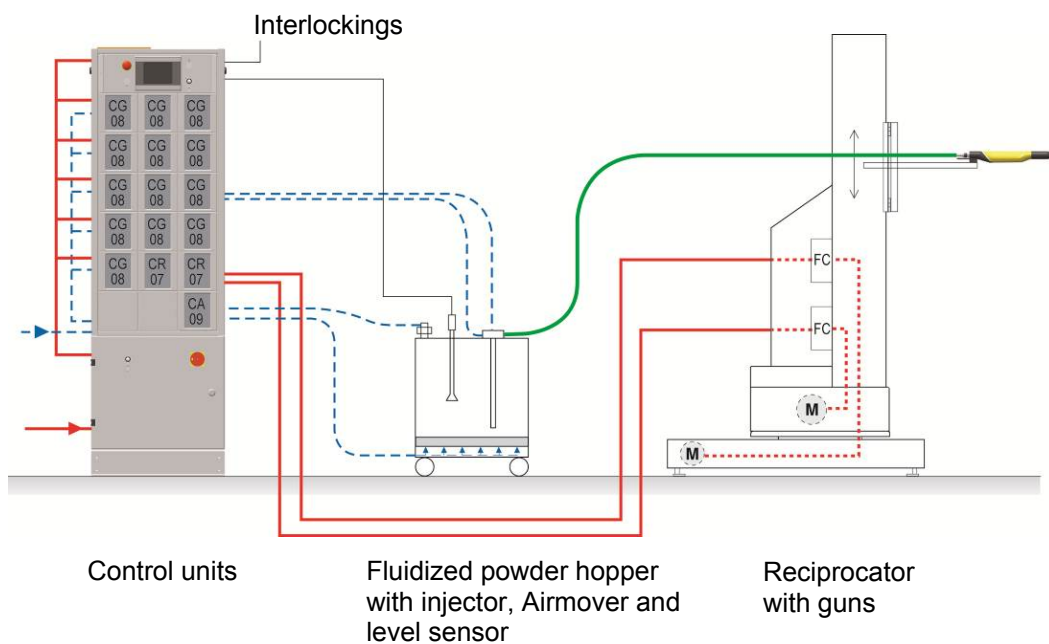 Interlockings
CG 08 CG 08 CG 08
CG 08 CG 08 CG 08
CG 08 CG 08 CG 08
CG 08 CG 08 CG 08
CG 08 CR 07 CR 07
CA 09
FC
FC
M
M
Control units
Fluidized powder hopper
with injector, Airmover and
level sensor
Reciprocator
with guns